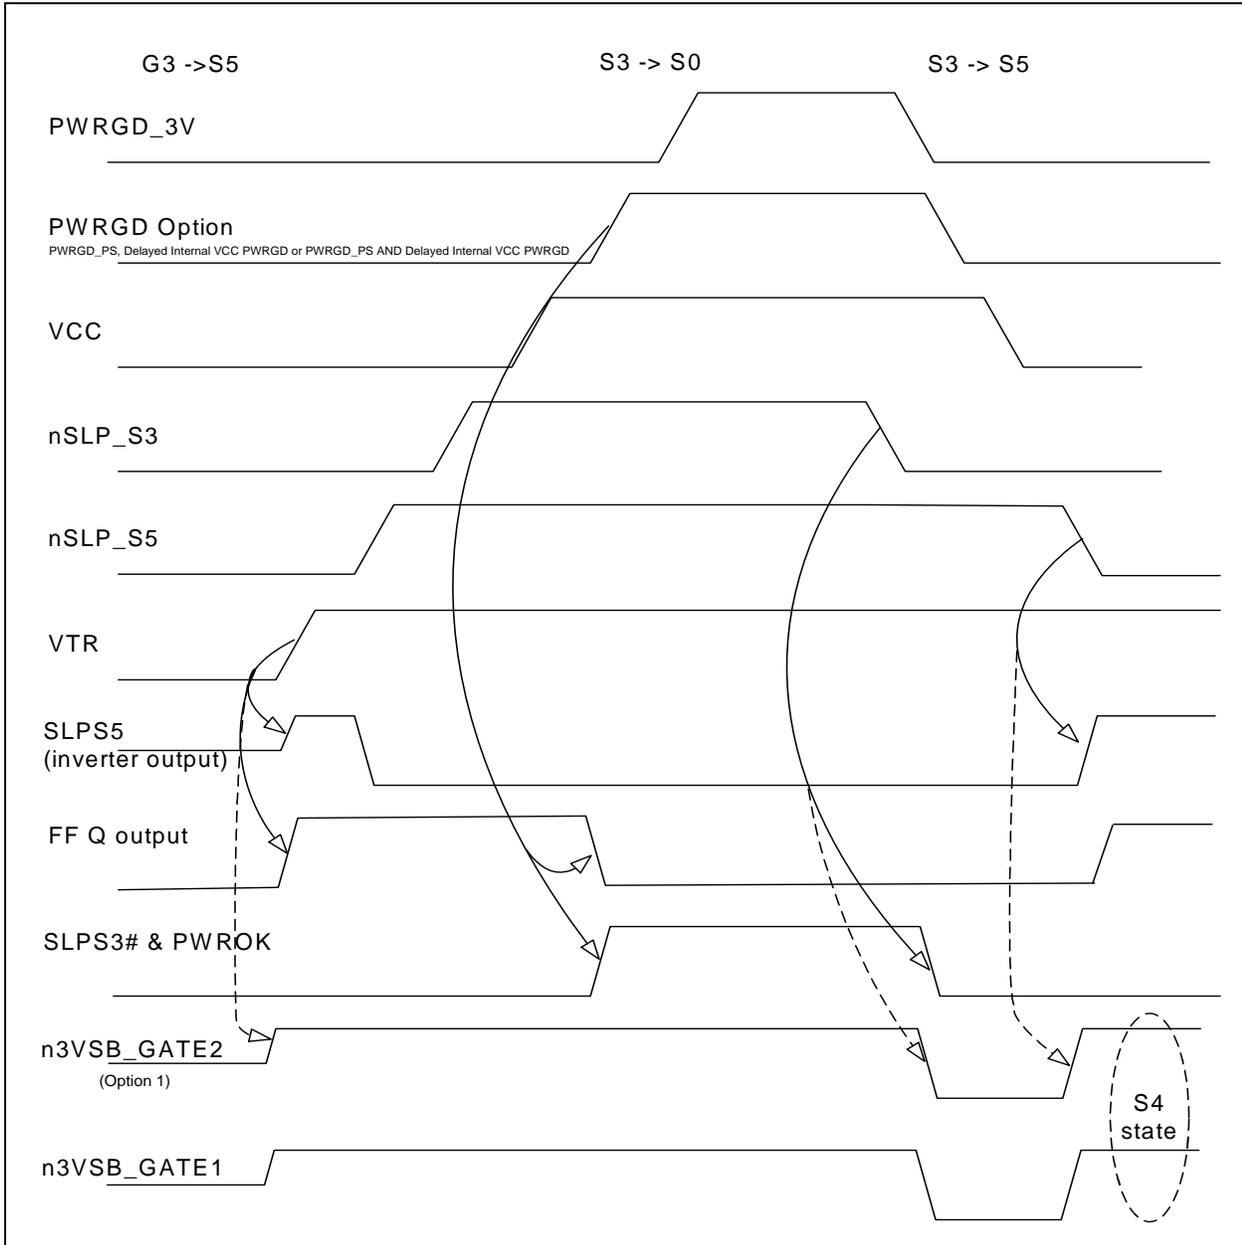 G3 ->S5
S3 -> S0
S3 -> S5
PWRGD_3V
PWRGD Option
PWRGD_PS, Delayed Internal VCC PWRGD or PWRGD_PS AND Delayed Internal VCC PWRGD
VCC
nSLP_S3
nSLP_S5
VTR
SLPS5
(inverter output)
FF Q output
SLPS3# & PWROK
n3VSB_GATE2
(Option 1)
S4
state
n3VSB_GATE1